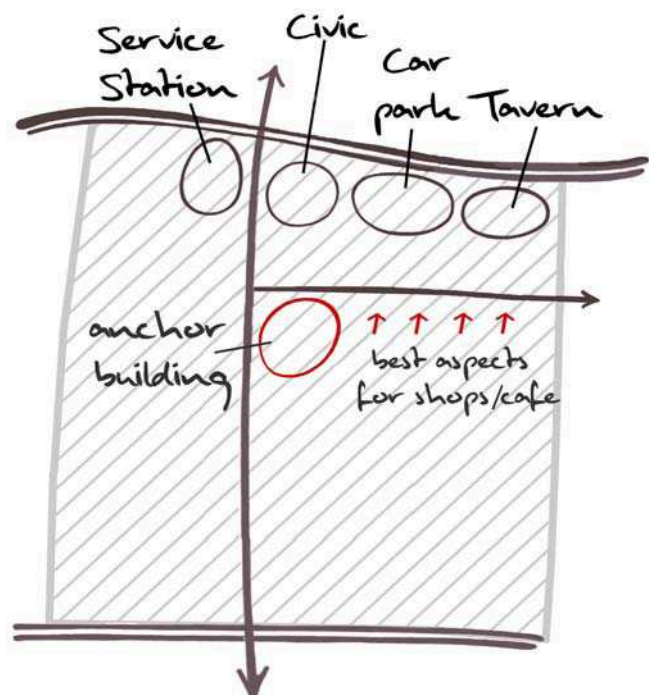 Service
Station
Civic
Car
park
Tavern
anchor
building
best aspects
for shops/cafe